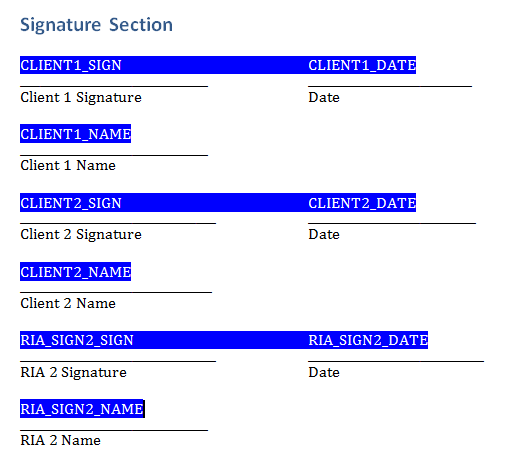 Signature Section
CLIENT1_SIGN CLIENT1_DATE
Client 1 Signature Date
CLIENT1_NAME
Client 1 Name
CLIENT2_SIGN CLIENT2_DATE
Client 2 Signature Date
CLIENT2_NAME
Client 2 Name
RIA_SIGN2_SIGN RIA_SIGN2_DATE
RIA 2 Signature Date
RIA_SIGN2_NAME
RIA 2 Name